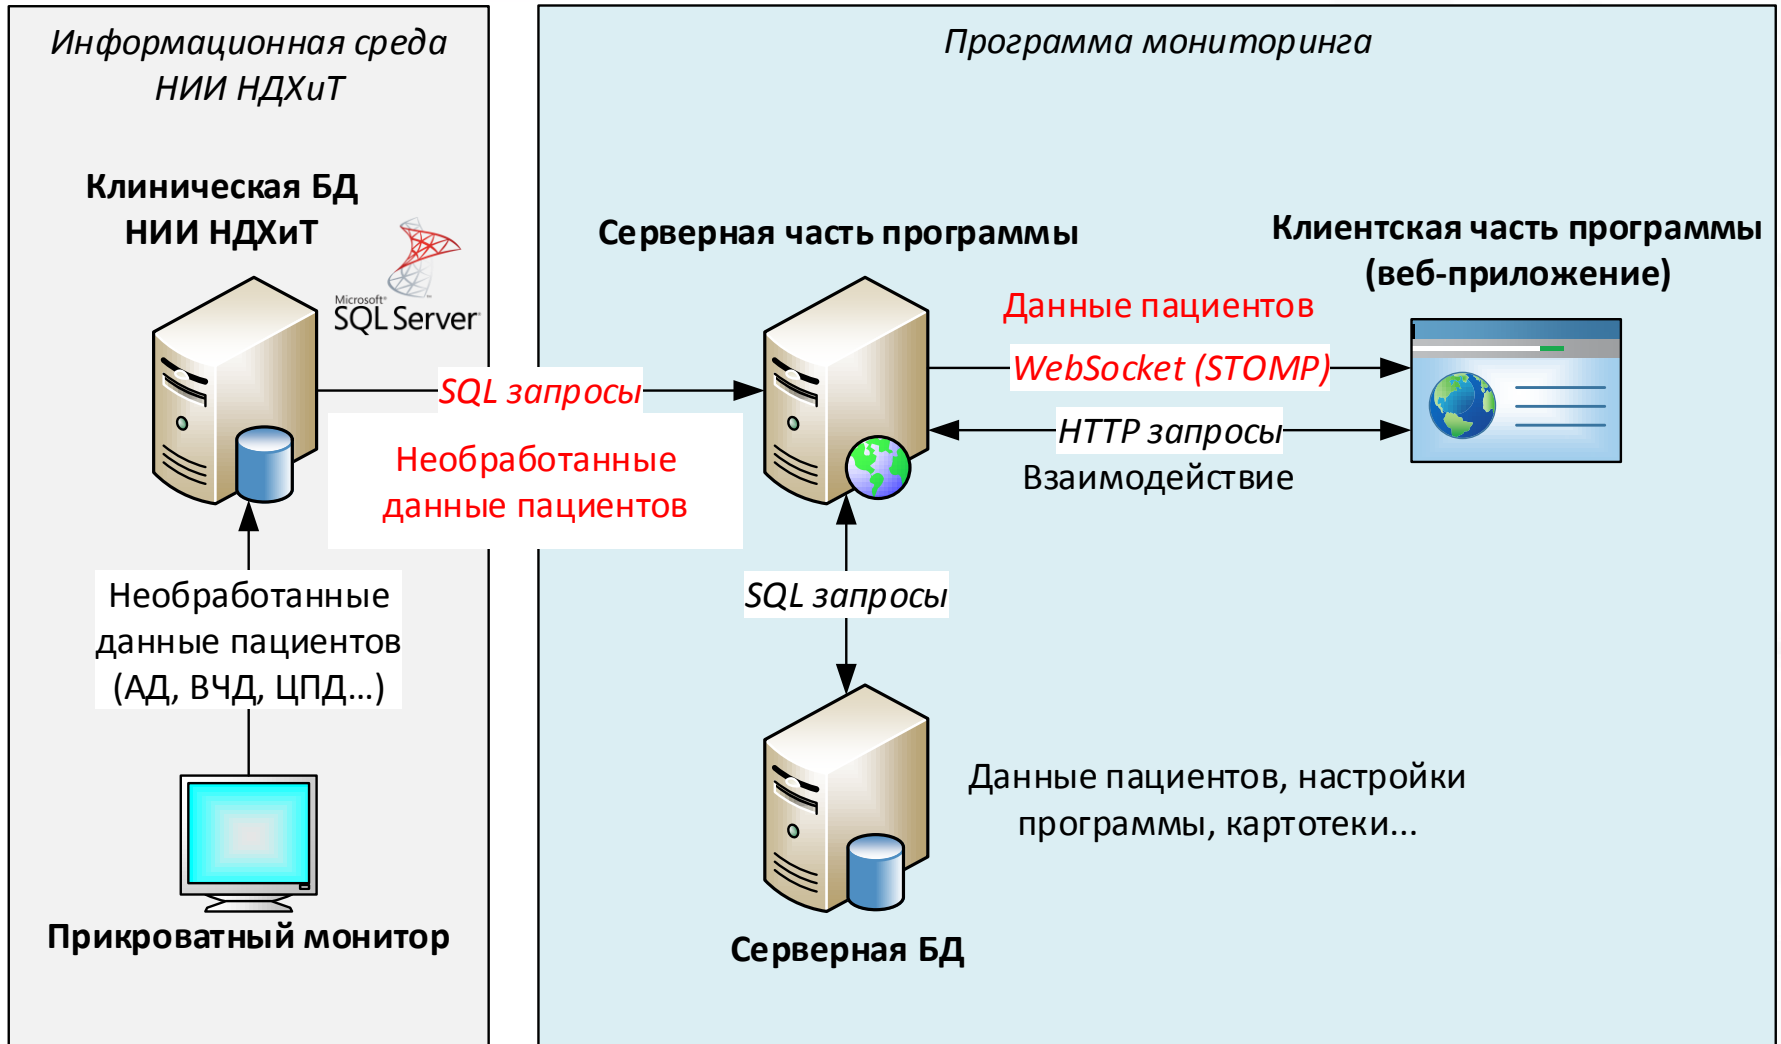 Информационная среда
НИИ НДХиТ
Программа мониторинга
Клиническая БД
НИИ НДХиТ
Microsoft®
SQL Server®
Серверная часть программы
Клиентская часть программы
(веб-приложение)
Данные пациентов
WebSocket (STOMP)
SQL запросы
HTTP запросы
Взаимодействие
Необработанные
данные пациентов
Необработанные
данные пациентов
(АД, ВЧД, ЦПД...)
SQL запросы
Данные пациентов, настройки
программы, картотеки...
Прикроватный монитор
Серверная БД